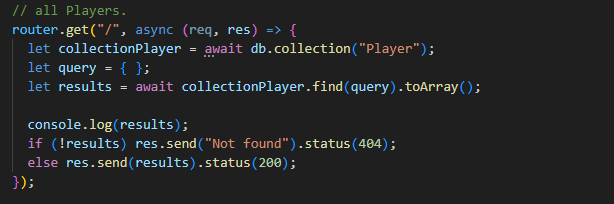 // all Players.
router.get("/", async (req, res) => {
  let collectionPlayer = await db.collection("Player");
  let query = { };
  let results = await collectionPlayer.find(query).toArray();

  console.log(results);
  if (!results) res.send("Not found").status(404);
  else res.send(results).status(200);
});